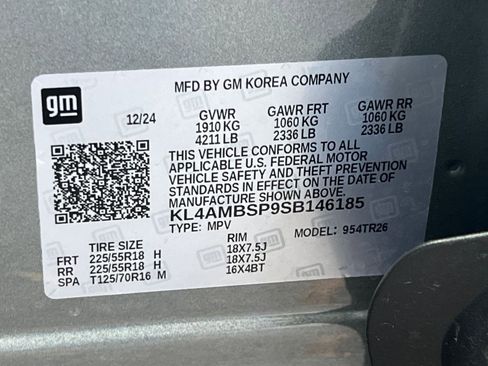 gm
MFD BY GM KOREA COMPANY
12/24 GVWR GAWR FRT GAWR RR
1910 KG 1060 KG 1060 KG
4211 LB 2336 LB 2336 LB
THIS VEHICLE CONFORMS TO ALL
APPLICABLE U.S. FEDERAL MOTOR
VEHICLE SAFETY AND THEFT PREVENTION
STANDARDS IN EFFECT ON THE DATE OF
MANUFACTURE SHOWN ABOVE.
KL4AMBSP9SB146185
TYPE: MPV MODEL: 954TR26
TIRE SIZE RIM
FRT 225/55R18 H 18X7.5J
RR 225/55R18 H 18X7.5J
SPA T125/70R16 M 16X4BT